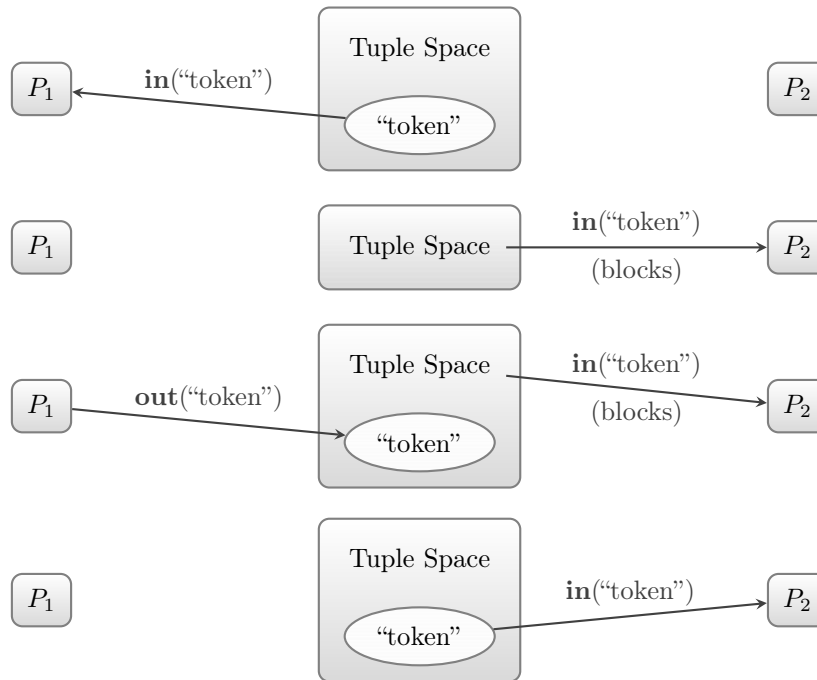 Tuple Space
P₁
in(“token”)
“token”
P₂
P₁
Tuple Space
in(“token”)
(blocks)
P₂
Tuple Space
in(“token”)
P₁
out(“token”)
“token”
(blocks)
P₂
Tuple Space
P₁
in(“token”)
“token”
P₂